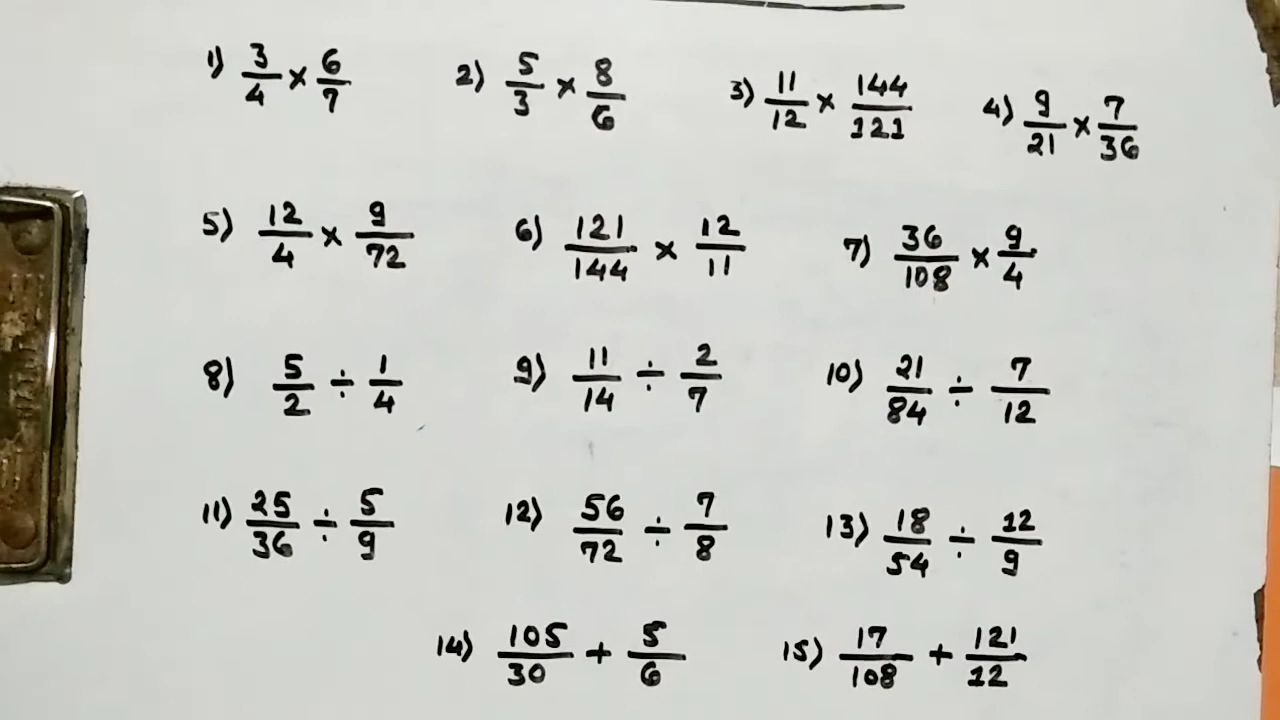 1) 3/4 × 6/7 2) 5/3 × 8/6 3) 11/12 × 144/121 4) 9/21 × 7/36
5) 12/4 × 9/72 6) 121/144 × 12/11 7) 36/108 × 9/4
8) 5/2 ÷ 1/4 9) 11/14 ÷ 2/7 10) 21/84 ÷ 7/12
11) 25/36 ÷ 5/9 12) 56/72 ÷ 7/8 13) 18/54 ÷ 12/9
14) 105/30 + 5/6 15) 17/108 + 121/12